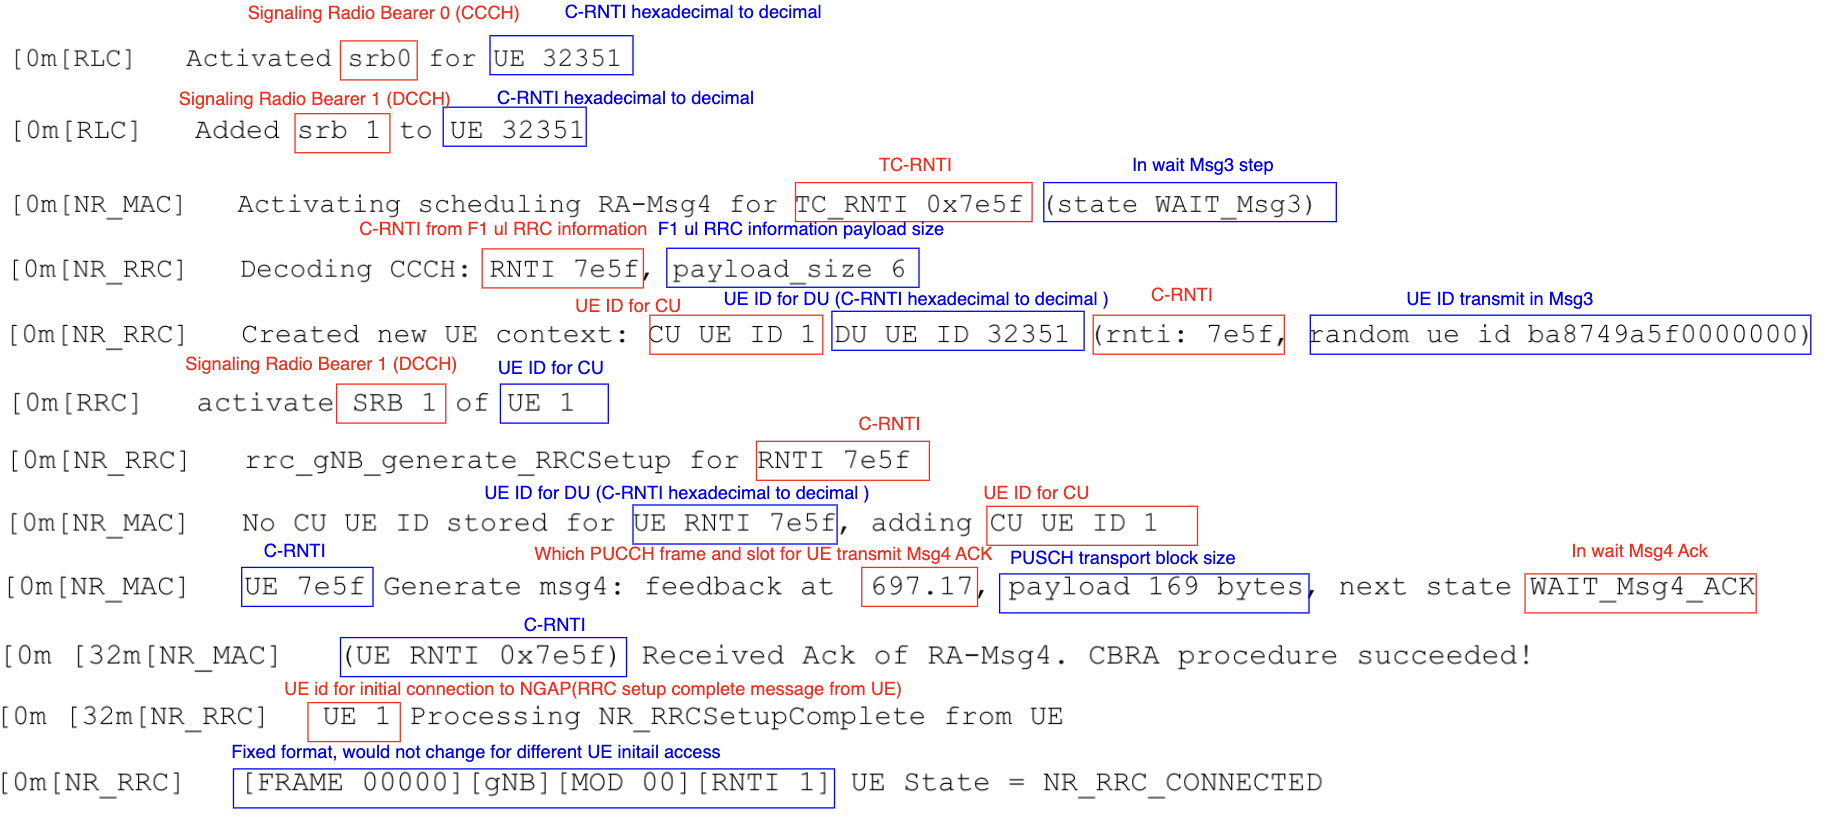 Signaling Radio Bearer 0 (CCCH) C-RNTI hexadecimal to decimal
[0m[RLC] Activated srb0 for UE 32351
Signaling Radio Bearer 1 (DCCH) C-RNTI hexadecimal to decimal
[0m[RLC] Added srb 1 to UE 32351
TC-RNTI In wait Msg3 step
[0m[NR_MAC] Activating scheduling RA-Msg4 for TC_RNTI 0x7e5f (state WAIT_Msg3)
C-RNTI from F1 ul RRC information F1 ul RRC information payload size
[0m[NR_RRC] Decoding CCCH: RNTI 7e5f, payload_size 6
UE ID for CU UE ID for DU (C-RNTI hexadecimal to decimal ) C-RNTI UE ID transmit in Msg3
[0m[NR_RRC] Created new UE context: CU UE ID 1 DU UE ID 32351 (rnti: 7e5f, random ue id ba8749a5f0000000)
Signaling Radio Bearer 1 (DCCH) UE ID for CU
[0m[RRC] activate SRB 1 of UE 1
C-RNTI
[0m[NR_RRC] rrc_gNB_generate_RRCSetup for RNTI 7e5f
UE ID for DU (C-RNTI hexadecimal to decimal ) UE ID for CU
[0m[NR_MAC] No CU UE ID stored for UE RNTI 7e5f, adding CU UE ID 1
C-RNTI Which PUCCH frame and slot for UE transmit Msg4 ACK PUSCH transport block size In wait Msg4 Ack
[0m[NR_MAC] UE 7e5f Generate msg4: feedback at 697.17, payload 169 bytes, next state WAIT_Msg4_ACK
C-RNTI
[0m [32m[NR_MAC] (UE RNTI 0x7e5f) Received Ack of RA-Msg4. CBRA procedure succeeded!
UE id for initial connection to NGAP(RRC setup complete message from UE)
[0m [32m[NR_RRC] UE 1 Processing NR_RRCSetupComplete from UE
Fixed format, would not change for different UE initail access
[0m[NR_RRC] [FRAME 00000][gNB][MOD 00][RNTI 1] UE State = NR_RRC_CONNECTED